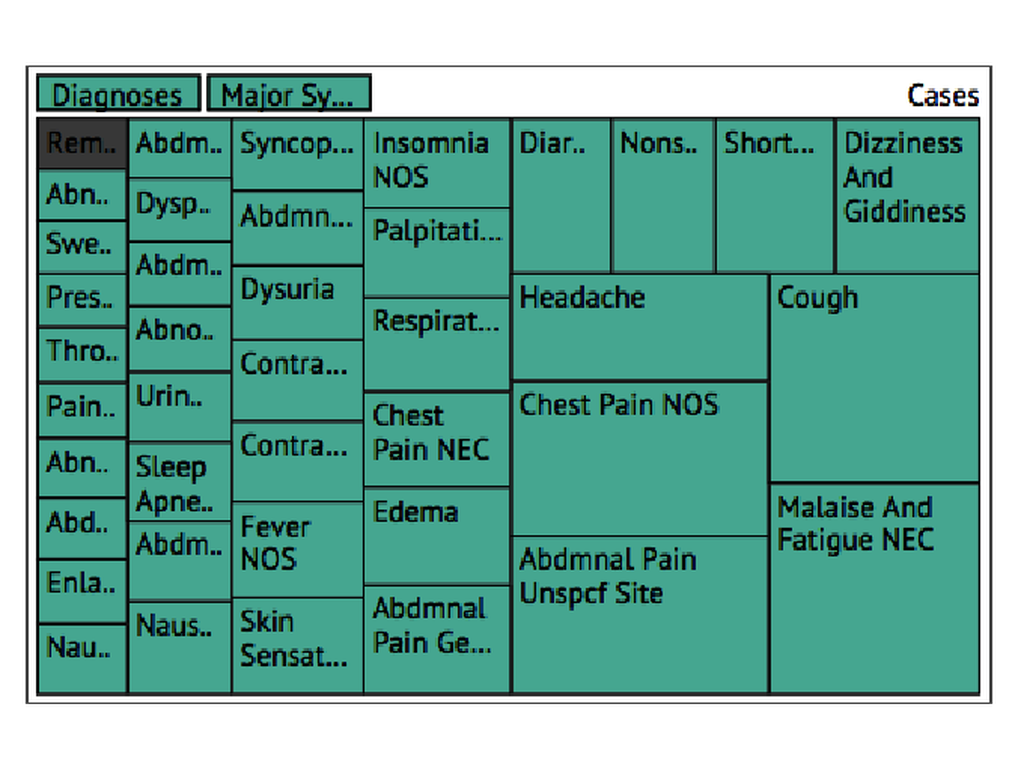 Diagnoses
Major Sy...
Cases
Rem..
Abn..
Swe..
Pres..
Thro..
Pain..
Abn..
Abd..
Enla..
Nau..
Abdm..
Dysp..
Abdm..
Abno..
Urin..
Sleep
Apne..
Abdm..
Naus..
Syncop...
Abdmn...
Dysuria
Contra...
Contra...
Fever
NOS
Skin
Sensat...
Insomnia
NOS
Palpitati...
Respirat...
Chest
Pain NEC
Edema
Abdmnal
Pain Ge...
Diar..
Nons..
Short...
Dizziness
And
Giddiness
Headache
Chest Pain NOS
Abdmnal Pain
Unspcf Site
Cough
Malaise And
Fatigue NEC